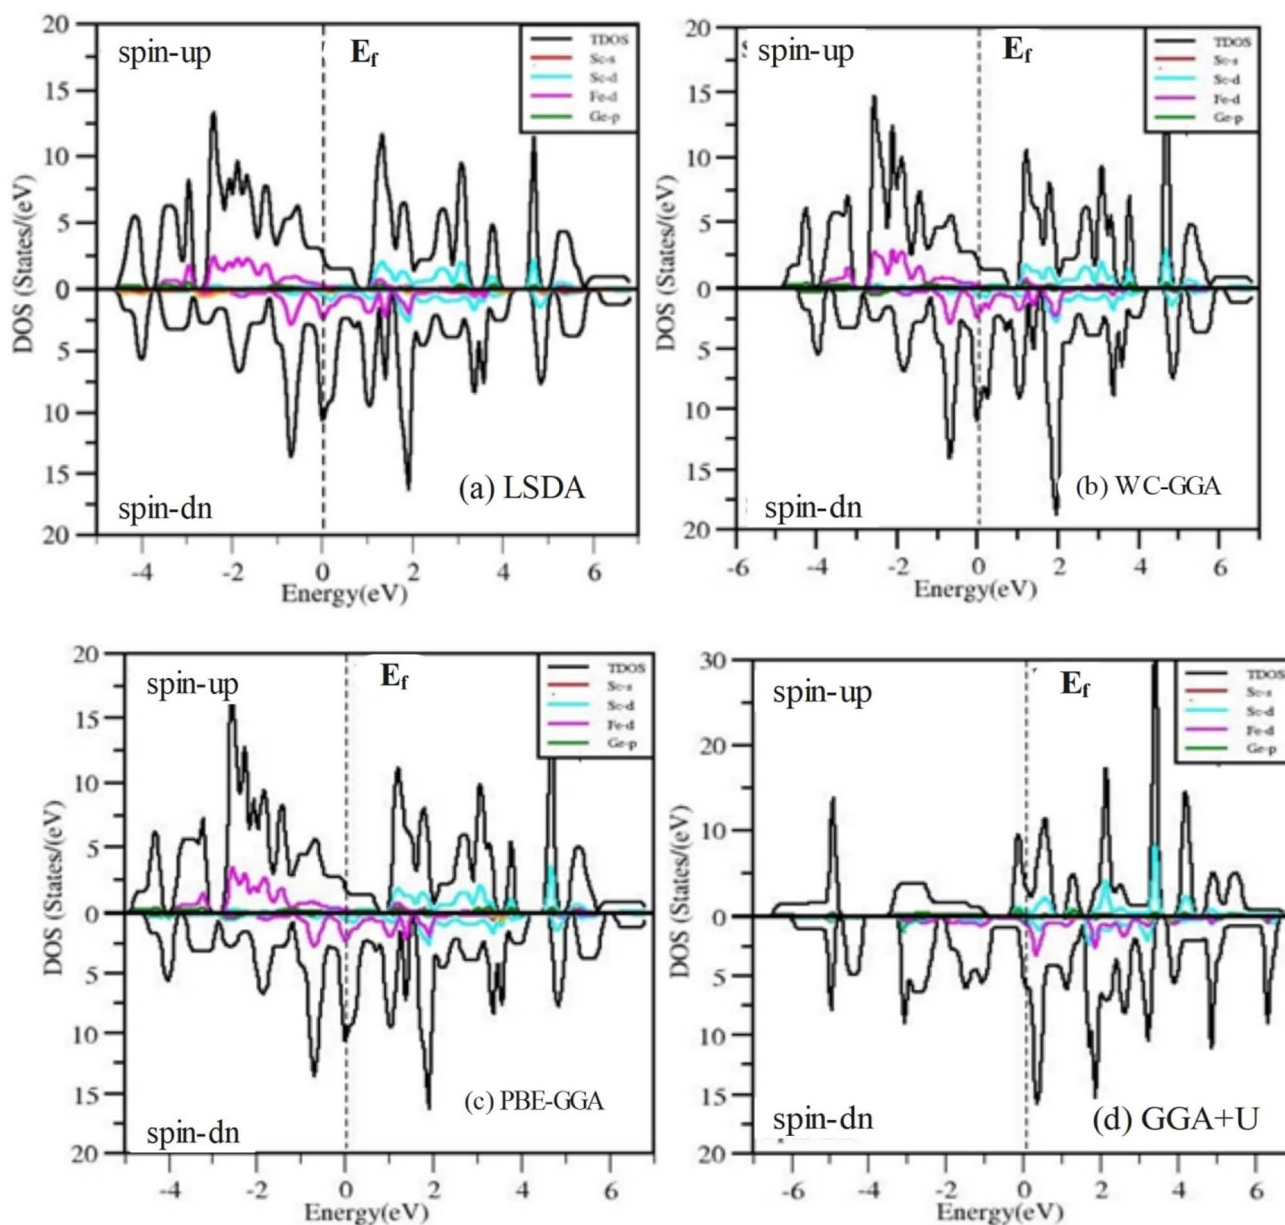 20
spin-up
E_f
TDOS
Sc-s
Sc-d
Fe-d
Ge-p
15
10
5
0
5
10
15
20
DOS (States/(eV)
(a) LSDA
spin-dn
-4 -2 0 2 4 6
Energy(eV)
20
spin-up
E_f
TDOS
Sc-s
Sc-d
Fe-d
Ge-p
15
10
5
0
5
10
15
20
DOS (States/(eV)
(b) WC-GGA
spin-dn
-6 -4 -2 0 2 4 6
Energy(eV)
20
spin-up
E_f
TDOS
Sc-s
Sc-d
Fe-d
Ge-p
15
10
5
0
5
10
15
20
DOS (States/(eV)
(c) PBE-GGA
spin-dn
-4 -2 0 2 4 6
Energy(eV)
30
spin-up
E_f
TDOS
Sc-s
Sc-d
Fe-d
Ge-p
20
10
0
5
10
15
20
DOS (States/(eV)
(d) GGA+U
spin-dn
-6 -4 -2 0 2 4 6
Energy(eV)